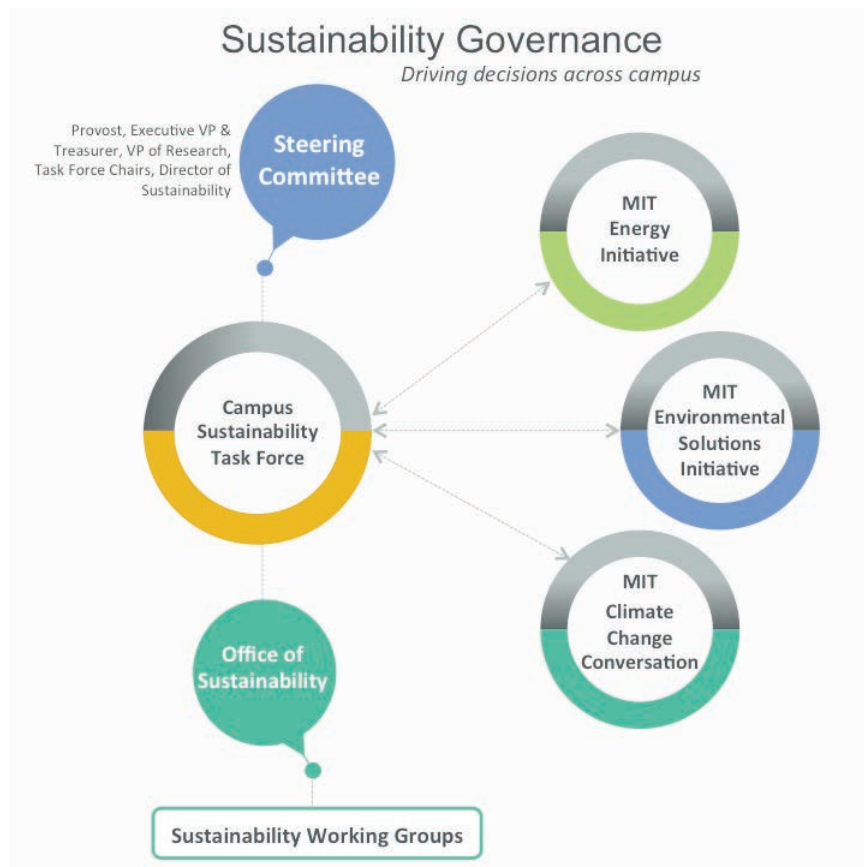 Sustainability Governance
Driving decisions across campus
Provost, Executive VP &
Treasurer, VP of Research,
Task Force Chairs, Director of
Sustainability
Steering
Committee
MIT
Energy
Initiative
Campus
Sustainability
Task Force
MIT
Environmental
Solutions
Initiative
MIT
Climate
Change
Conversation
Office of
Sustainability
Sustainability Working Groups